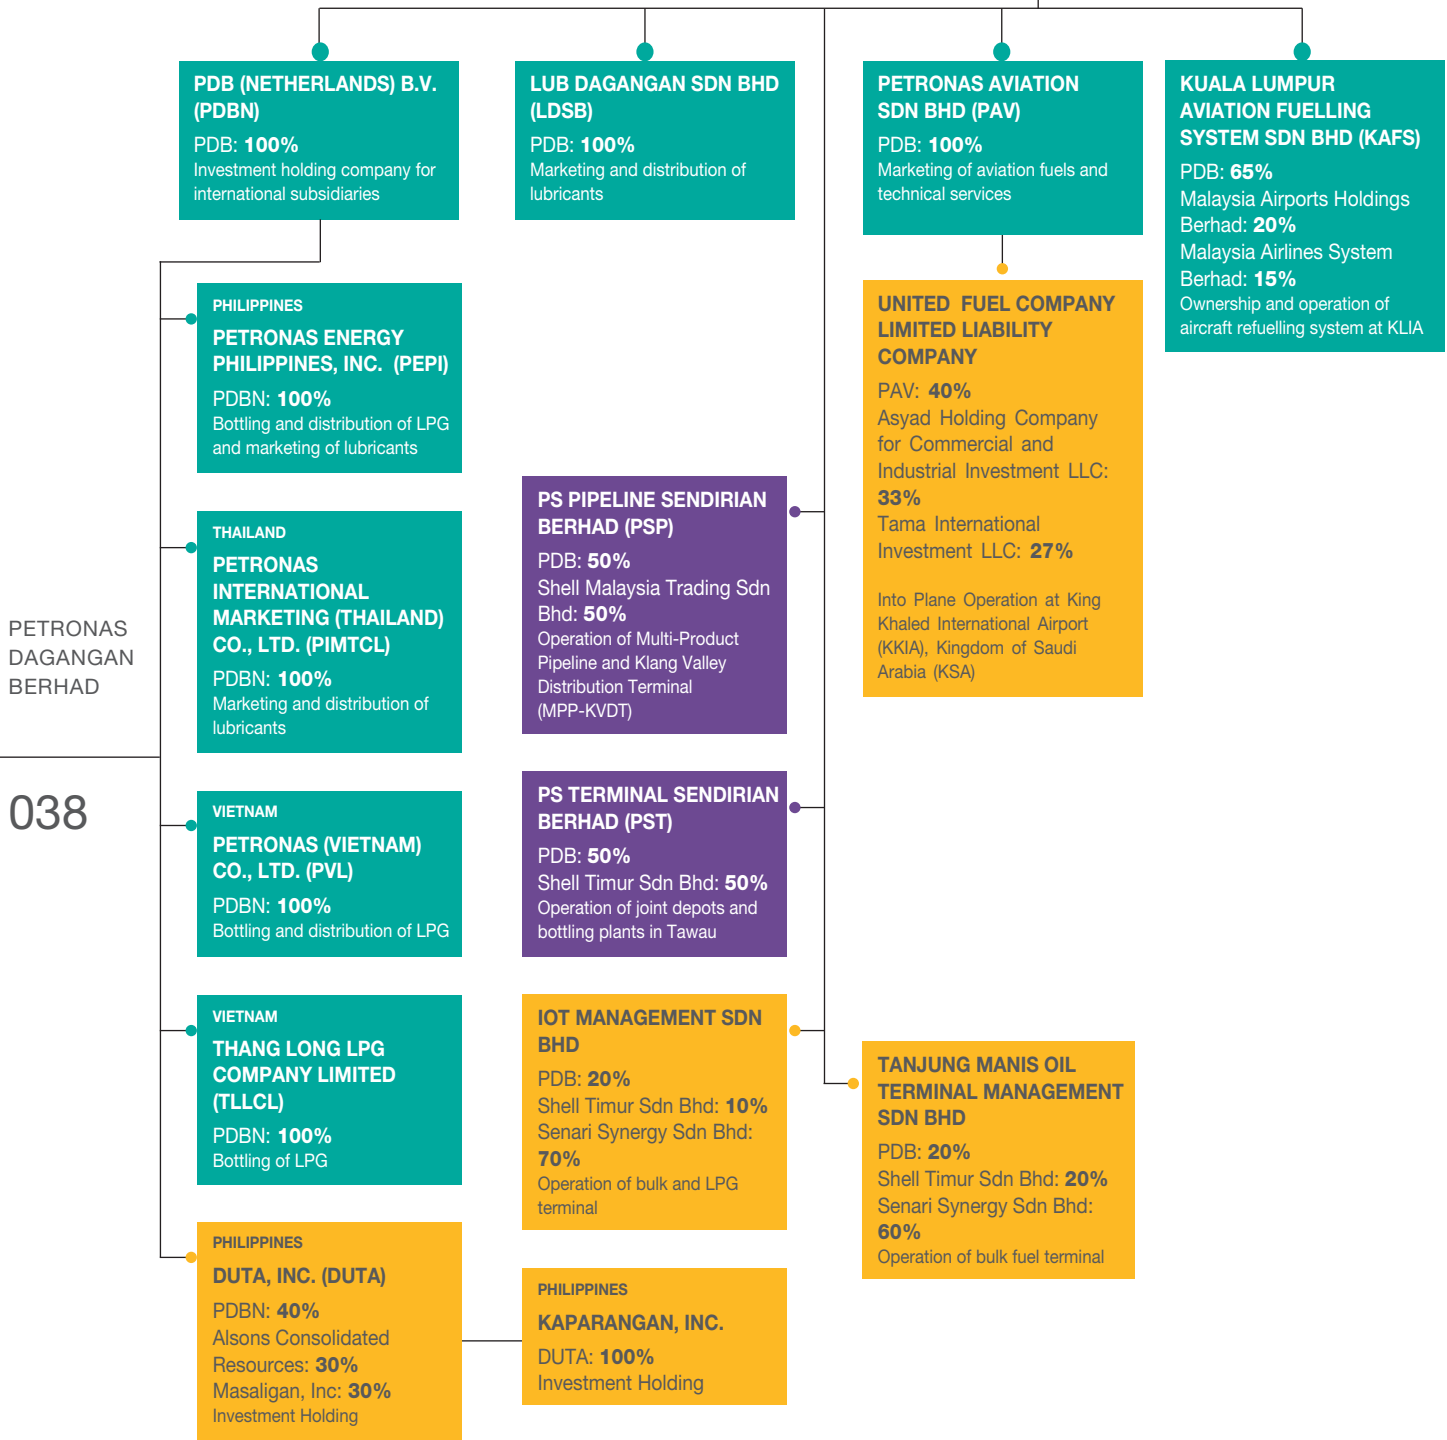 PDB (NETHERLANDS) B.V.
(PDBN)
PDB: 100%
Investment holding company for
international subsidiaries
LUB DAGANGAN SDN BHD
(LDSB)
PDB: 100%
Marketing and distribution of
lubricants
PETRONAS AVIATION
SDN BHD (PAV)
PDB: 100%
Marketing of aviation fuels and
technical services
KUALA LUMPUR
AVIATION FUELLING
SYSTEM SDN BHD (KAFS)
PDB: 65%
Malaysia Airports Holdings
Berhad: 20%
Malaysia Airlines System
Berhad: 15%
Ownership and operation of
aircraft refuelling system at KLIA
PHILIPPINES
PETRONAS ENERGY
PHILIPPINES, INC. (PEPI)
PDBN: 100%
Bottling and distribution of LPG
and marketing of lubricants
THAILAND
PETRONAS
INTERNATIONAL
MARKETING (THAILAND)
CO., LTD. (PIMTCL)
PDBN: 100%
Marketing and distribution of
lubricants
VIETNAM
PETRONAS (VIETNAM)
CO., LTD. (PVL)
PDBN: 100%
Bottling and distribution of LPG
VIETNAM
THANG LONG LPG
COMPANY LIMITED
(TLLCL)
PDBN: 100%
Bottling of LPG
PHILIPPINES
DUTA, INC. (DUTA)
PDBN: 40%
Alsons Consolidated
Resources: 30%
Masaligan, Inc: 30%
Investment Holding
PS PIPELINE SENDIRIAN
BERHAD (PSP)
PDB: 50%
Shell Malaysia Trading Sdn
Bhd: 50%
Operation of Multi-Product
Pipeline and Klang Valley
Distribution Terminal
(MPP-KVDT)
PS TERMINAL SENDIRIAN
BERHAD (PST)
PDB: 50%
Shell Timur Sdn Bhd: 50%
Operation of joint depots and
bottling plants in Tawau
IOT MANAGEMENT SDN
BHD
PDB: 20%
Shell Timur Sdn Bhd: 10%
Senari Synergy Sdn Bhd:
70%
Operation of bulk and LPG
terminal
PHILIPPINES
KAPARANGAN, INC.
DUTA: 100%
Investment Holding
UNITED FUEL COMPANY
LIMITED LIABILITY
COMPANY
PAV: 40%
Asyad Holding Company
for Commercial and
Industrial Investment LLC:
33%
Tama International
Investment LLC: 27%
Into Plane Operation at King
Khaled International Airport
(KKIA), Kingdom of Saudi
Arabia (KSA)
TANJUNG MANIS OIL
TERMINAL MANAGEMENT
SDN BHD
PDB: 20%
Shell Timur Sdn Bhd: 20%
Senari Synergy Sdn Bhd:
60%
Operation of bulk fuel terminal
PETRONAS
DAGANGAN
BERHAD
038